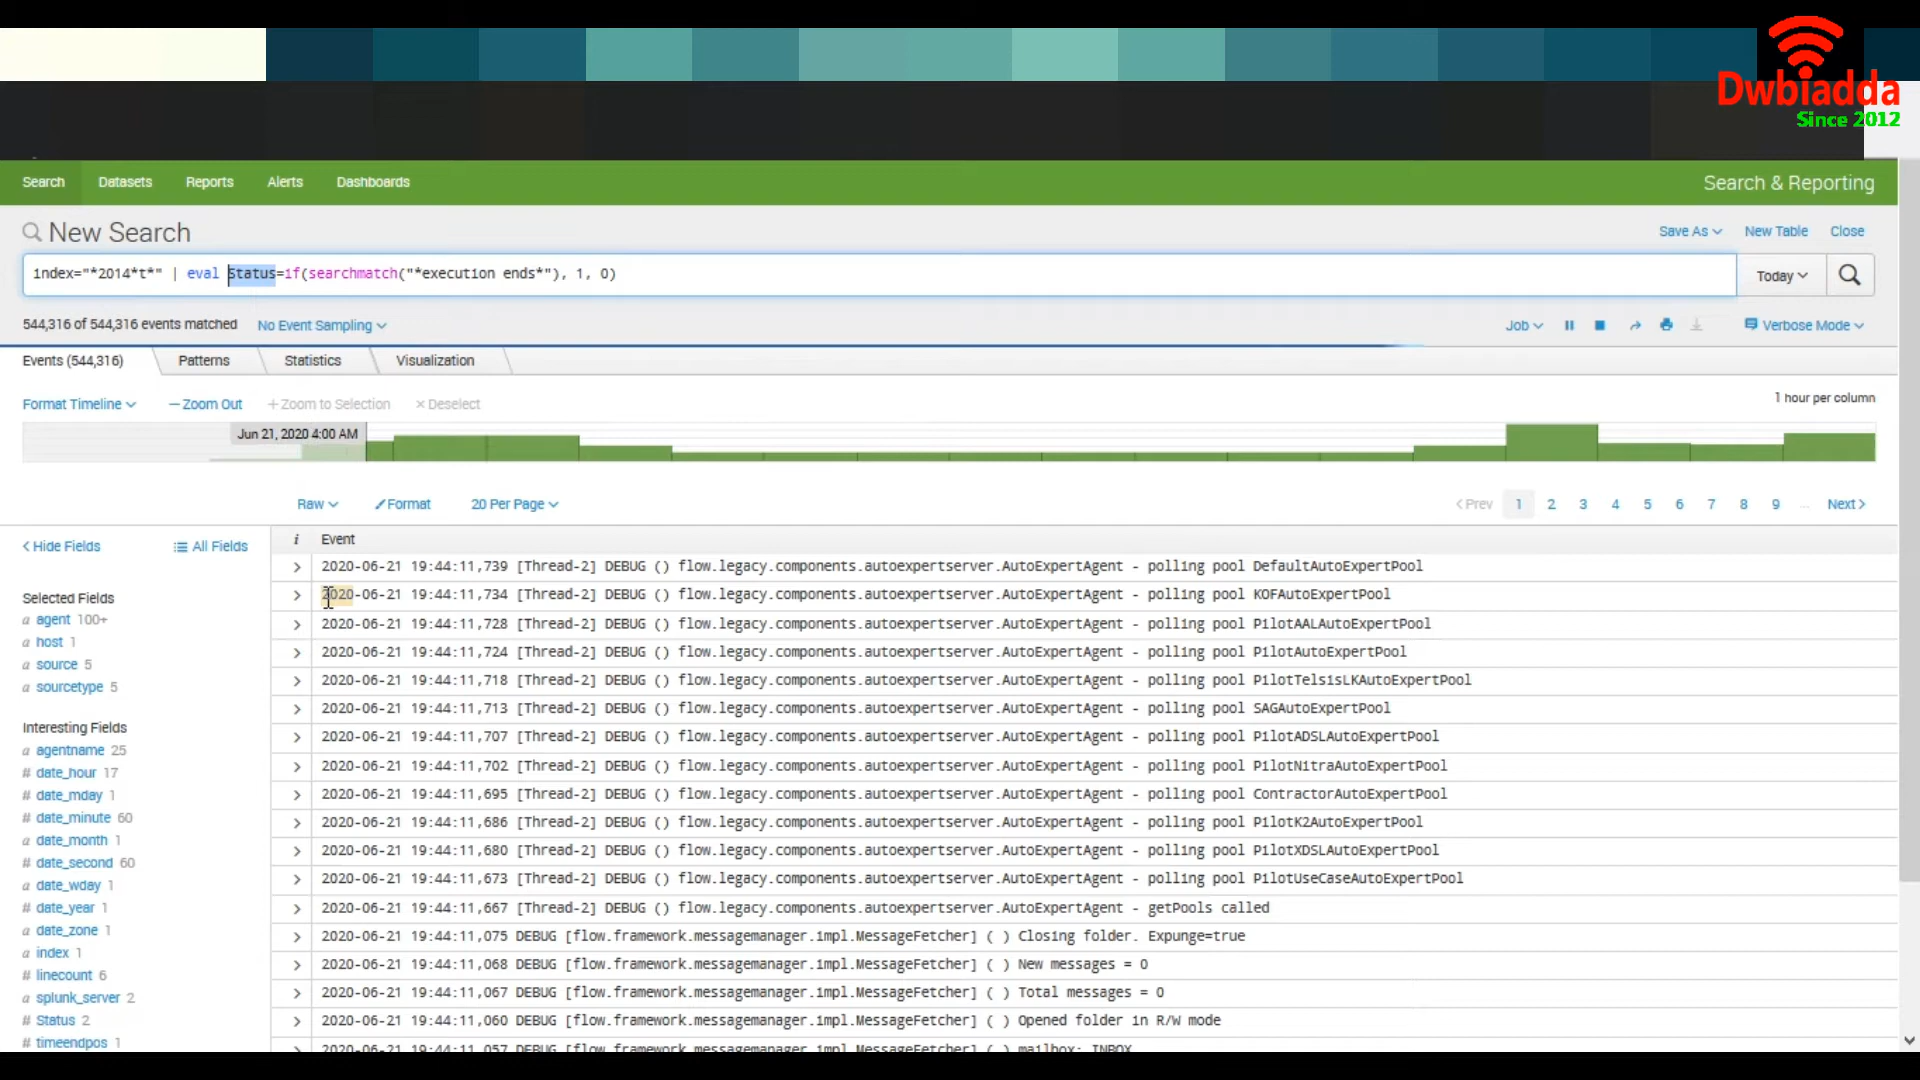 Dwbiadda
Since 2012
Search Datasets Reports Alerts Dashboards Search & Reporting
New Search Save As New Table Close
index="*2014*t*" | eval Status=if(searchmatch("*execution ends*"), 1, 0) Today
544,316 of 544,316 events matched No Event Sampling Job Verbose Mode
Events (544,316) Patterns Statistics Visualization
Format Timeline — Zoom Out + Zoom to Selection × Deselect 1 hour per column
Jun 21, 2020 4:00 AM
Raw Format 20 Per Page < Prev 1 2 3 4 5 6 7 8 9 ... Next >
< Hide Fields All Fields
Selected Fields
a agent 100+
a host 1
a source 5
a sourcetype 5
Interesting Fields
a agentname 25
# date_hour 17
# date_mday 1
# date_minute 60
a date_month 1
# date_second 60
a date_wday 1
# date_year 1
a date_zone 1
a index 1
# linecount 6
a splunk_server 2
# Status 2
# timeendpos 1
i Event
> 2020-06-21 19:44:11,739 [Thread-2] DEBUG () flow.legacy.components.autoexpertserver.AutoExpertAgent - polling pool DefaultAutoExpertPool
> 2020-06-21 19:44:11,734 [Thread-2] DEBUG () flow.legacy.components.autoexpertserver.AutoExpertAgent - polling pool KOFAutoExpertPool
> 2020-06-21 19:44:11,728 [Thread-2] DEBUG () flow.legacy.components.autoexpertserver.AutoExpertAgent - polling pool PilotAALAutoExpertPool
> 2020-06-21 19:44:11,724 [Thread-2] DEBUG () flow.legacy.components.autoexpertserver.AutoExpertAgent - polling pool PilotAutoExpertPool
> 2020-06-21 19:44:11,718 [Thread-2] DEBUG () flow.legacy.components.autoexpertserver.AutoExpertAgent - polling pool PilotTelsisLKAutoExpertPool
> 2020-06-21 19:44:11,713 [Thread-2] DEBUG () flow.legacy.components.autoexpertserver.AutoExpertAgent - polling pool SAGAutoExpertPool
> 2020-06-21 19:44:11,707 [Thread-2] DEBUG () flow.legacy.components.autoexpertserver.AutoExpertAgent - polling pool PilotADSLAutoExpertPool
> 2020-06-21 19:44:11,702 [Thread-2] DEBUG () flow.legacy.components.autoexpertserver.AutoExpertAgent - polling pool PilotNitraAutoExpertPool
> 2020-06-21 19:44:11,695 [Thread-2] DEBUG () flow.legacy.components.autoexpertserver.AutoExpertAgent - polling pool ContractorAutoExpertPool
> 2020-06-21 19:44:11,686 [Thread-2] DEBUG () flow.legacy.components.autoexpertserver.AutoExpertAgent - polling pool PilotK2AutoExpertPool
> 2020-06-21 19:44:11,680 [Thread-2] DEBUG () flow.legacy.components.autoexpertserver.AutoExpertAgent - polling pool PilotXDSLAutoExpertPool
> 2020-06-21 19:44:11,673 [Thread-2] DEBUG () flow.legacy.components.autoexpertserver.AutoExpertAgent - polling pool PilotUseCaseAutoExpertPool
> 2020-06-21 19:44:11,667 [Thread-2] DEBUG () flow.legacy.components.autoexpertserver.AutoExpertAgent - getPools called
> 2020-06-21 19:44:11,075 DEBUG [flow.framework.messagemanager.impl.MessageFetcher] ( ) Closing folder. Expunge=true
> 2020-06-21 19:44:11,068 DEBUG [flow.framework.messagemanager.impl.MessageFetcher] ( ) New messages = 0
> 2020-06-21 19:44:11,067 DEBUG [flow.framework.messagemanager.impl.MessageFetcher] ( ) Total messages = 0
> 2020-06-21 19:44:11,060 DEBUG [flow.framework.messagemanager.impl.MessageFetcher] ( ) Opened folder in R/W mode
> 2020-06-21 19:44:11,057 DEBUG [flow.framework.messagemanager.impl.MessageFetcher] ( ) mailbox: INBOX